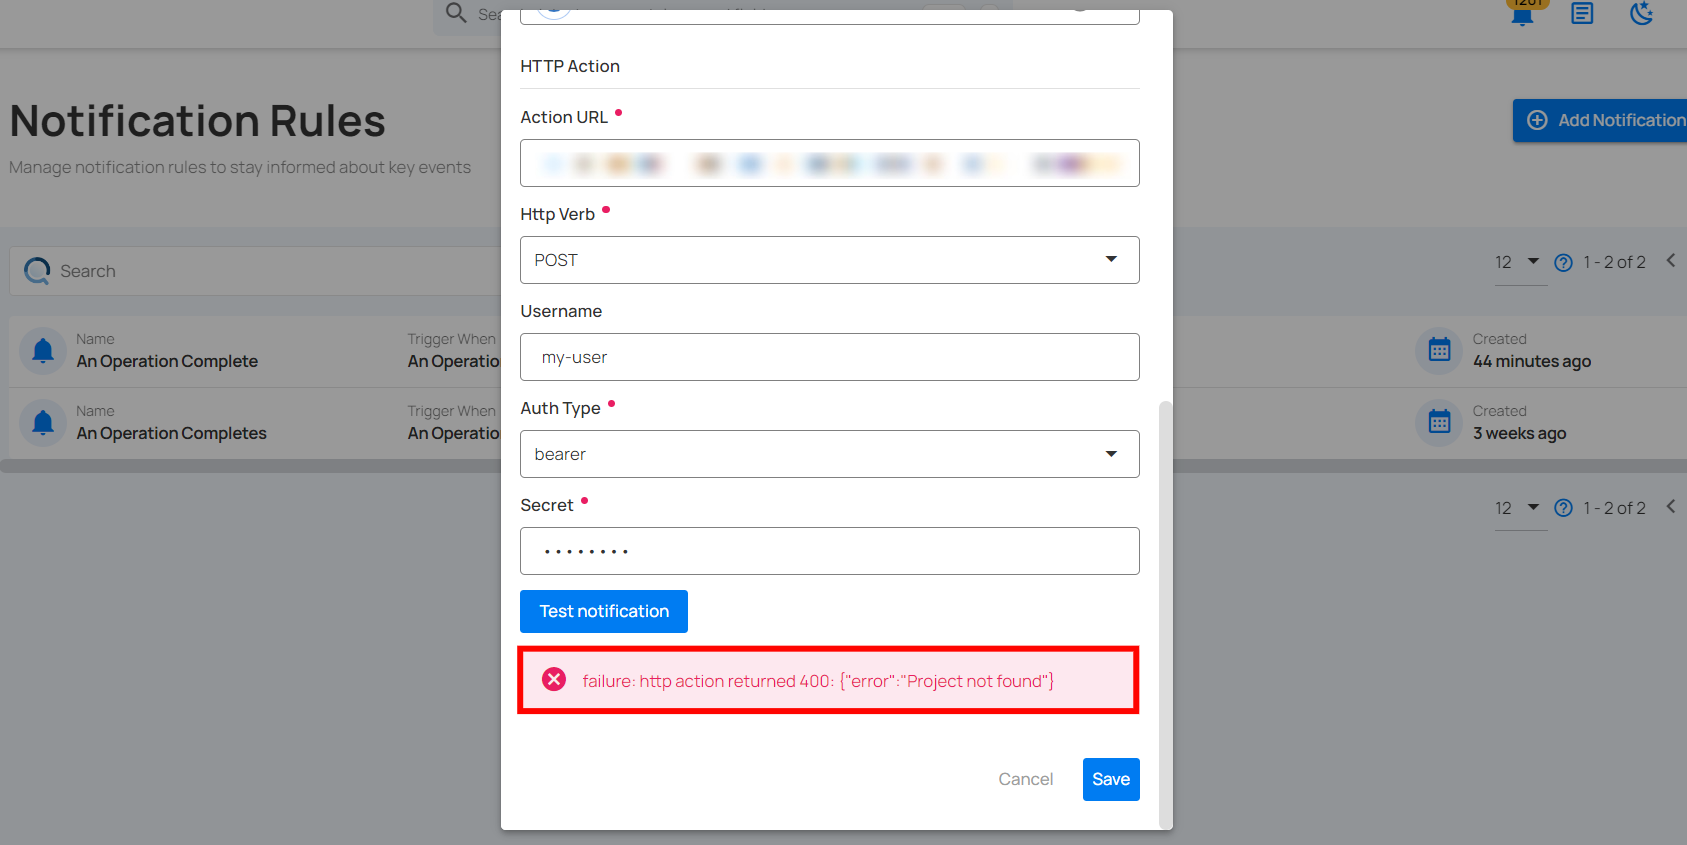 HTTP Action
Action URL
Notification Rules
Add Notification
Manage notification rules to stay informed about key events
Http Verb
POST
Search
12
1 - 2 of 2
Username
Name
Trigger When
Created
An Operation Complete
An Operatio
my-user
44 minutes ago
Auth Type
Name
Trigger When
Created
An Operation Completes
An Operatio
3 weeks ago
bearer
Secret
12
1 - 2 of 2
Test notification
failure: http action returned 400: {"error":"Project not found"}
Cancel
Save